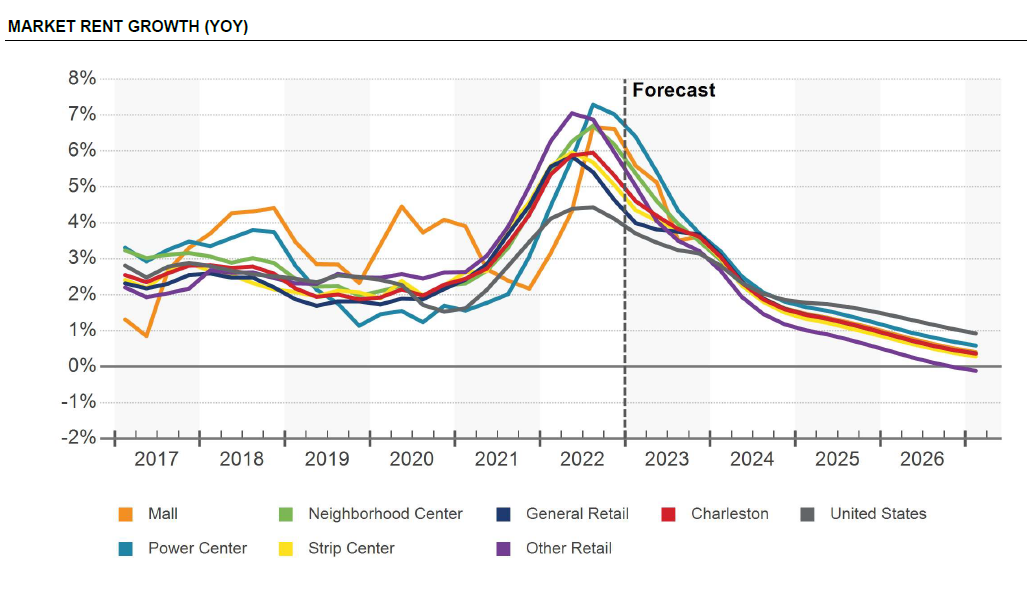 MARKET RENT GROWTH (YOY)
8%
Forecast
7%
6%
5%
4%
3%
2%
1%
0%
-1%
-2%
2017 2018 2019 2020 2021 2022 2023 2024 2025 2026
Mall Neighborhood Center General Retail Charleston United States
Power Center Strip Center Other Retail